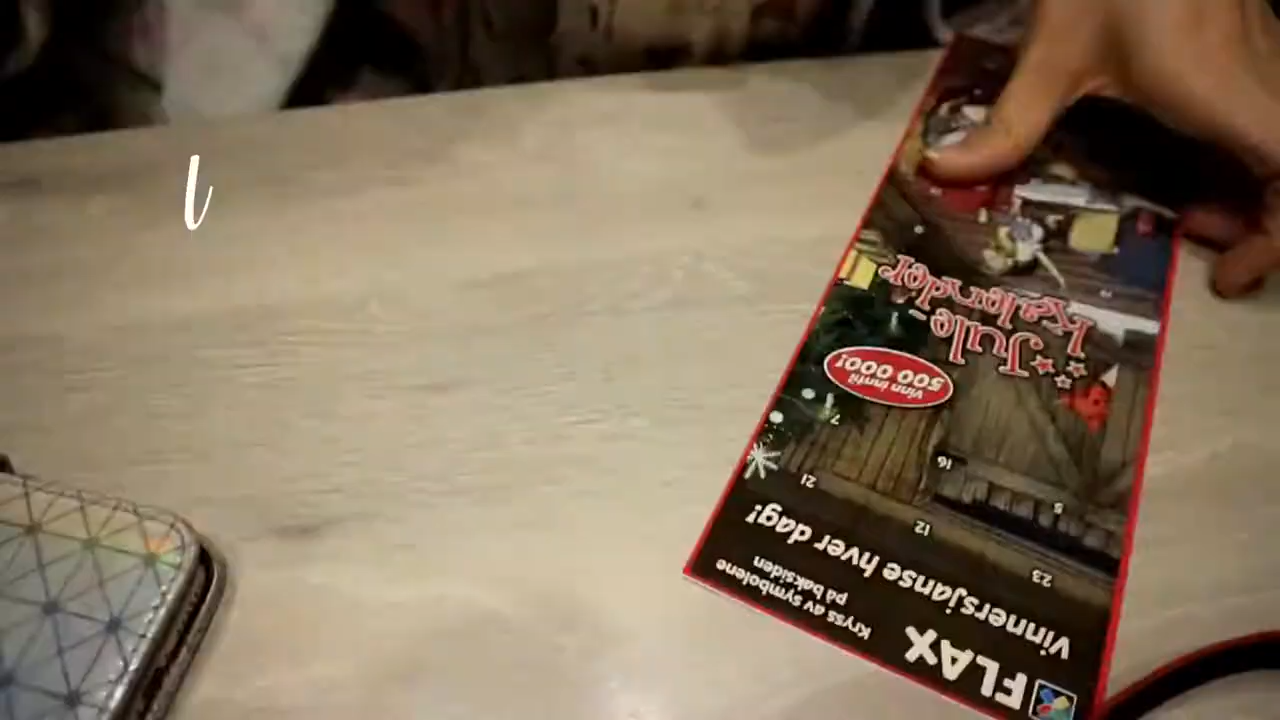 l
FLAX
Vinnersjanse hver dag!
Kryss av symbolene
på baksiden
23
12
5
16
21
7
Vinn inntil
500 000!
Jule-
Kalender